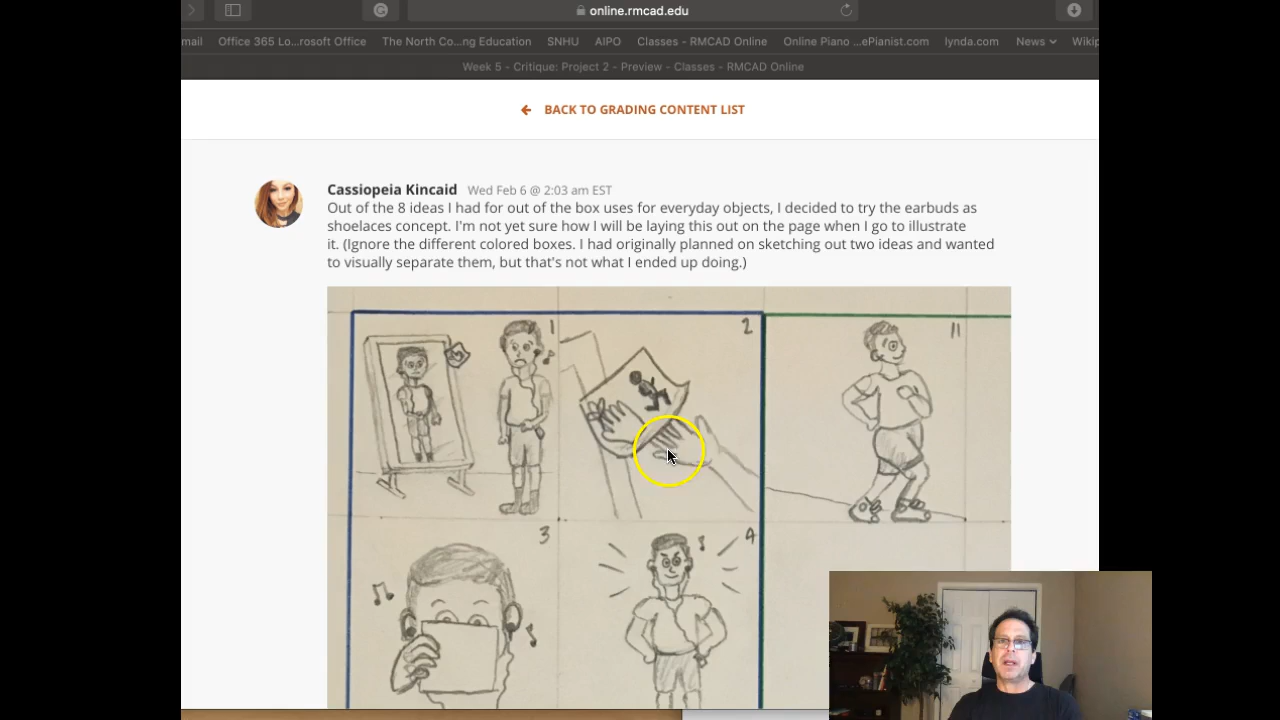 online.rmcad.edu
mail Office 365 Lo...rosoft Office The North Co...ng Education SNHU AIPO Classes - RMCAD Online Online Piano ...ePianist.com lynda.com News Wikip
Week 5 - Critique: Project 2 - Preview - Classes - RMCAD Online
BACK TO GRADING CONTENT LIST
Cassiopeia Kincaid Wed Feb 6 @ 2:03 am EST
Out of the 8 ideas I had for out of the box uses for everyday objects, I decided to try the earbuds as
shoelaces concept. I'm not yet sure how I will be laying this out on the page when I go to illustrate
it. (Ignore the different colored boxes. I had originally planned on sketching out two ideas and wanted
to visually separate them, but that's not what I ended up doing.)
1 2 11
3 4